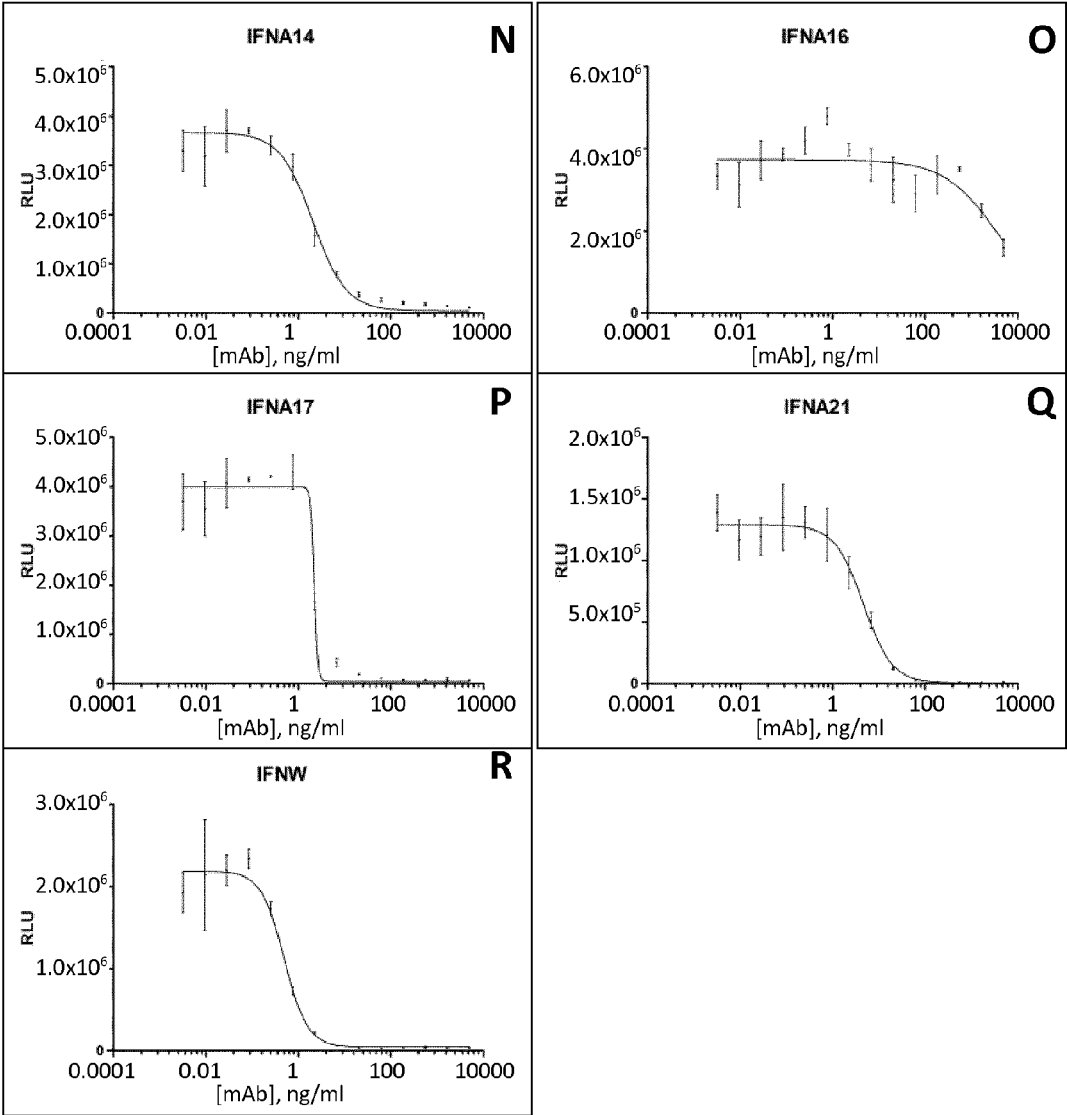 IFNA14 N
5.0x10⁶
4.0x10⁶
3.0x10⁶
2.0x10⁶
1.0x10⁶
0
RLU
0.0001 0.01 1 100 10000
[mAb], ng/ml
IFNA16 O
6.0x10⁶
4.0x10⁶
2.0x10⁶
0
RLU
0.0001 0.01 1 100 10000
[mAb], ng/ml
IFNA17 P
5.0x10⁶
4.0x10⁶
3.0x10⁶
2.0x10⁶
1.0x10⁶
0
RLU
0.0001 0.01 1 100 10000
[mAb], ng/ml
IFNA21 Q
2.0x10⁶
1.5x10⁶
1.0x10⁶
5.0x10⁵
0
RLU
0.0001 0.01 1 100 10000
[mAb], ng/ml
IFNW R
3.0x10⁶
2.0x10⁶
1.0x10⁶
0
RLU
0.0001 0.01 1 100 10000
[mAb], ng/ml